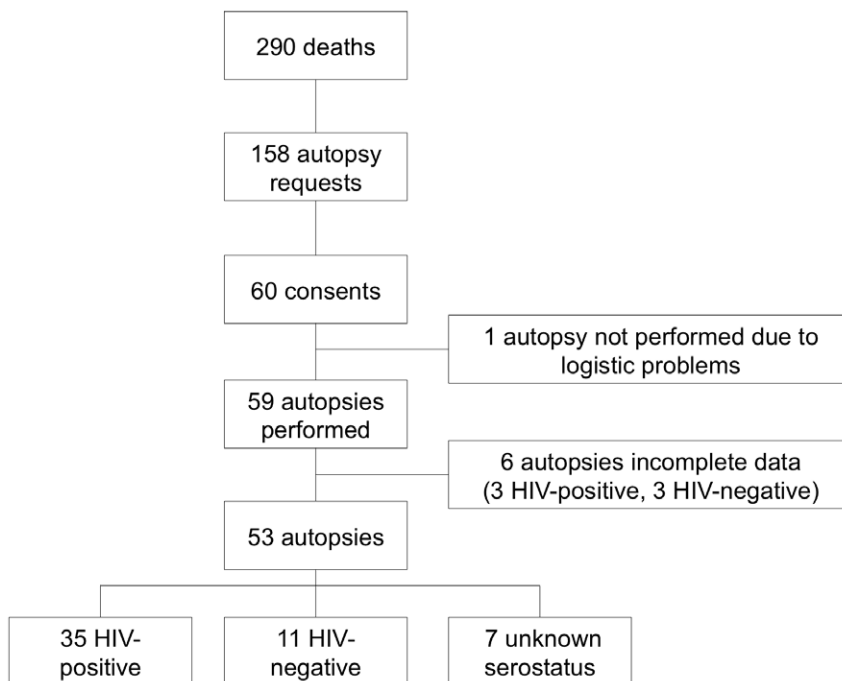 290 deaths
158 autopsy
requests
60 consents
1 autopsy not performed due to
logistic problems
59 autopsies
performed
6 autopsies incomplete data
(3 HIV-positive, 3 HIV-negative)
53 autopsies
35 HIV-
positive
11 HIV-
negative
7 unknown
serostatus